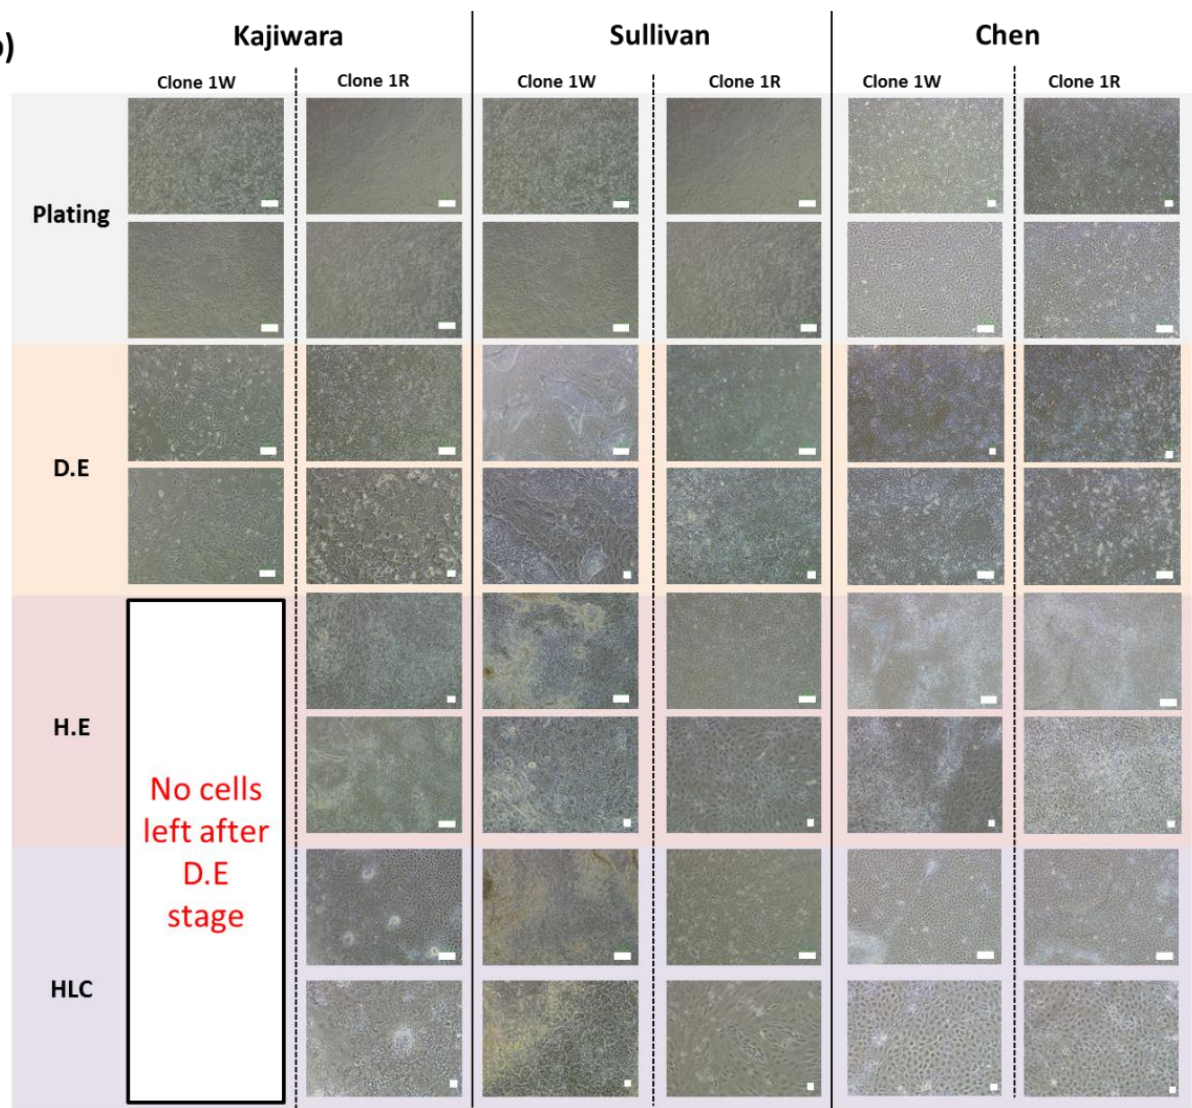 )
Kajiwara Sullivan Chen
Clone 1W Clone 1R Clone 1W Clone 1R Clone 1W Clone 1R
Plating
D.E
H.E
No cells
left after
D.E
stage
HLC